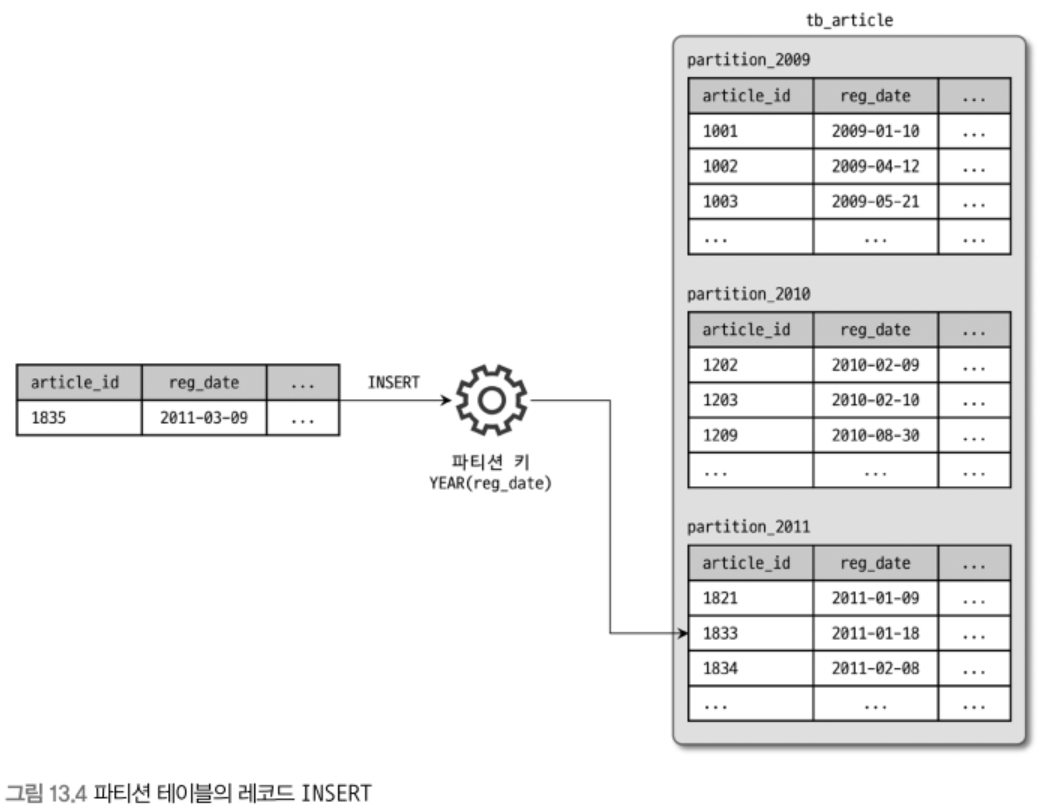 tb_article
partition_2009
article_id reg_date ...
1001 2009-01-10 ...
1002 2009-04-12 ...
1003 2009-05-21 ...
... ... ...
partition_2010
article_id reg_date ...
1202 2010-02-09 ...
1203 2010-02-10 ...
1209 2010-08-30 ...
... ... ...
article_id reg_date ...
1835 2011-03-09 ...
INSERT
파티션 키
YEAR(reg_date)
partition_2011
article_id reg_date ...
1821 2011-01-09 ...
1833 2011-01-18 ...
1834 2011-02-08 ...
... ... ...
그림 13.4 파티션 테이블의 레코드 INSERT